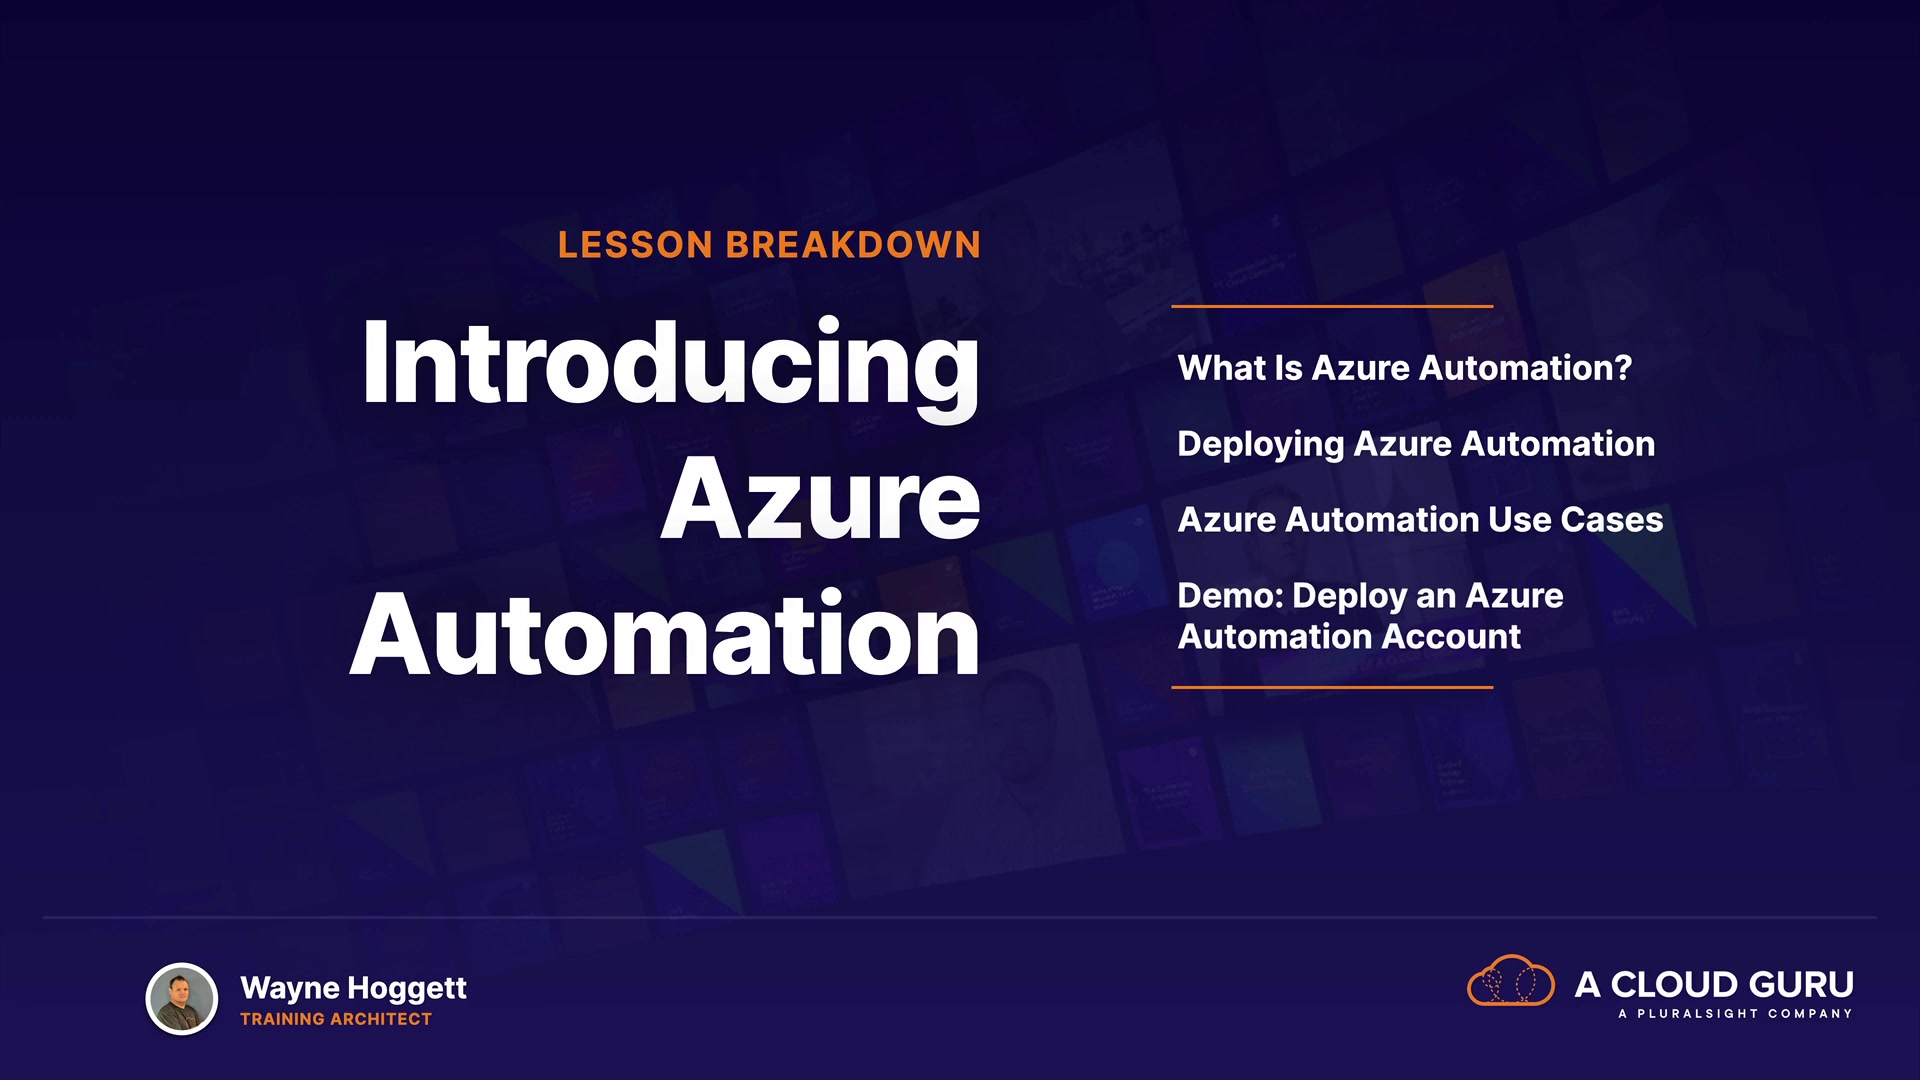 LESSON BREAKDOWN
Introducing
Azure
Automation
What Is Azure Automation?
Deploying Azure Automation
Azure Automation Use Cases
Demo: Deploy an Azure
Automation Account
Wayne Hoggett
TRAINING ARCHITECT
A CLOUD GURU
A PLURALSIGHT COMPANY